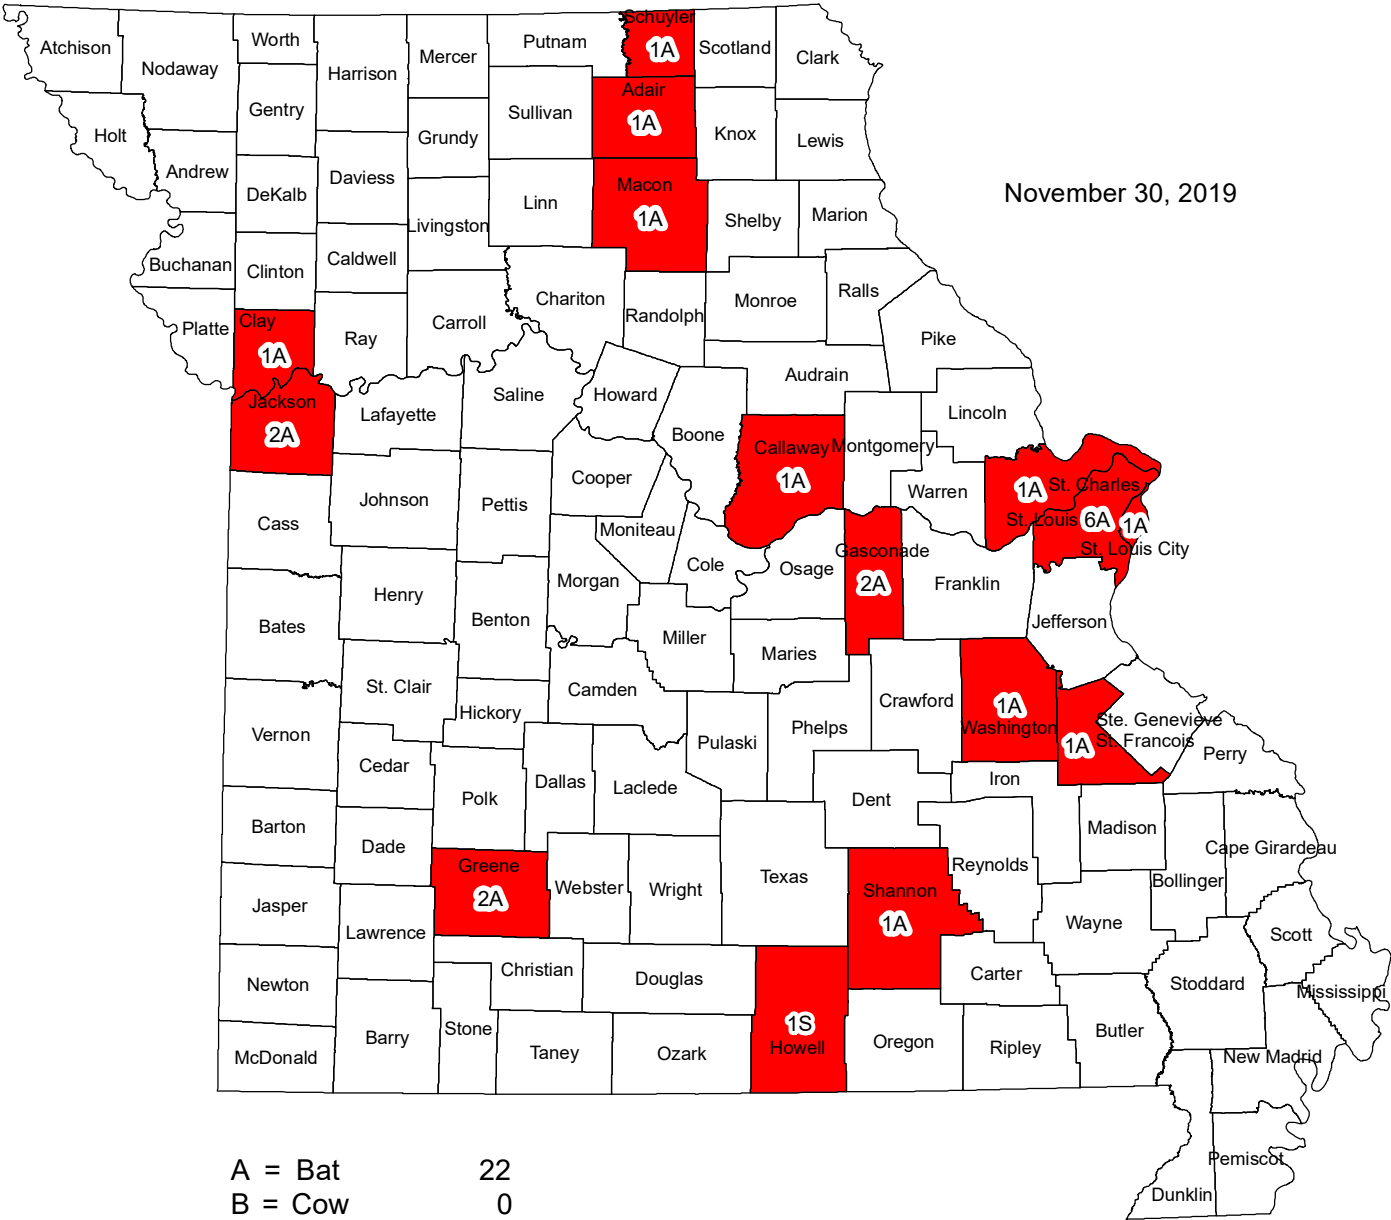 Schuyler
Atchison
Worth
Putnam
1A
Scotland
Clark
Mercer
Nodaway
Harrison
Adair
Gentry
Sullivan
1A
Holt
Grundy
Knox
Lewis
Andrew
Daviess
DeKalb
Macon
November 30, 2019
Linn
1A
Shelby
Marion
Livingston
Buchanan
Clinton
Caldwell
Chariton
Monroe
Ralls
Randolph
Platte
Clay
Carroll
Ray
Pike
1A
Audrain
Jackson
Saline
Howard
Lafayette
Lincoln
2A
Boone
Callaway
Montgomery
Cooper
1A
1A
St. Charles
Johnson
Pettis
Warren
Cass
Moniteau
St. Louis
6A
1A
St. Louis City
Gasconade
Cole
Osage
Morgan
2A
Franklin
Henry
Benton
Jefferson
Bates
Miller
Maries
St. Clair
Camden
Crawford
1A
Hickory
Washington
Ste. Genevieve
Vernon
Pulaski
Phelps
1A
St. Francois
Perry
Cedar
Dallas
Laclede
Iron
Polk
Dent
Barton
Madison
Dade
Cape Girardeau
Greene
Reynolds
Webster
Wright
Texas
Shannon
Bollinger
2A
Jasper
1A
Wayne
Lawrence
Scott
Christian
Douglas
Carter
Newton
Stoddard
Mississippi
1S
Stone
Barry
Howell
Oregon
Ripley
Butler
McDonald
Taney
Ozark
New Madrid
Pemiscot
Dunklin
A = Bat 22
B = Cow 0